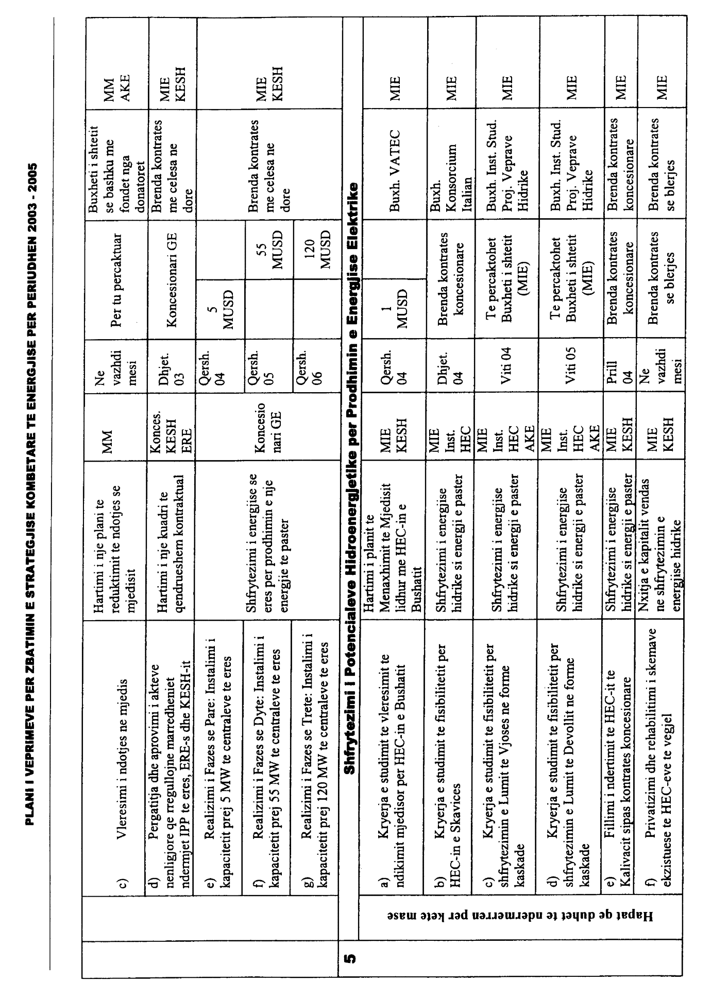 PLANI I VEPRIMEVE PER ZBATIMIN E STRATEGJISE KOMBETARE TE ENERGJISE PER PERIUDHEN 2003 - 2005
c) Vleresimi i ndotjes ne mjedis
Hartimi i nje plani te
reduktimit te ndotjes se
mjedisit
MM
Ne
vazhdi
mesi
Per tu percaktuar
Buxheti i shtetit
se bashku me
fondet nga
donatoret
MM
AKE
d) Pergatitja dhe aprovimi i akteve
nenligjore qe rregullojne marredheniet
ndermjet IPP te eres, ERE-s dhe KESH-it
Hartimi i nje kuadri te
qendrueshem kontraktual
Konces.
KESH
ERE
Dhjet.
03
Koncesionari GE
Brenda kontrates
me celesa ne
dore
MIE
KESH
e) Realizimi i Fazes se Pare: Instalimi i
kapacitetit prej 5 MW te centraleve te eres
Qersh.
04
5
MUSD
f) Realizimi i Fazes se Dyte: Instalimi i
kapacitetit prej 55 MW te centraleve te eres
Shfrytezimi i energjise se
eres per prodhimin e nje
energjie te paster
Koncesio
nari GE
Qersh.
05
55
MUSD
Brenda kontrates
me celesa ne
dore
MIE
KESH
g) Realizimi i Fazes se Trete: Instalimi i
kapacitetit prej 120 MW te centraleve te eres
Qersh.
06
120
MUSD
5
Shfrytezimi i Potencialeve Hidroenergjetike per Prodhimin e Energjise Elektrike
Hapat qe duhet te ndermerren per kete mase
a) Kryerja e studimit te vleresimit te
ndikimit mjedisor per HEC-in e Bushatit
Hartimi i planit te
Menaxhimit te Mjedisit
lidhur me HEC-in e
Bushatit
MIE
KESH
Qersh.
04
1
MUSD
Buxh. VATEC
MIE
b) Kryerja e studimit te fisibilitetit per
HEC-in e Skavices
Shfrytezimi i energjise
hidrike si energji e paster
MIE
Inst.
HEC
Dhjet.
04
Brenda kontrates
koncesionare
Buxh.
Konsorcium
Italian
MIE
c) Kryerja e studimit te fisibilitetit per
shfrytezimin e Lumit te Vjoses ne forme
kaskade
Shfrytezimi i energjise
hidrike si energji e paster
MIE
Inst.
HEC
AKE
Viti 04
Te percaktohet
Buxheti i shtetit
(MIE)
Buxh. Inst. Stud.
Proj. Veprave
Hidrike
MIE
d) Kryerja e studimit te fisibilitetit per
shfrytezimin e Lumit te Devollit ne forme
kaskade
Shfrytezimi i energjise
hidrike si energji e paster
MIE
Inst.
HEC
AKE
Viti 05
Te percaktohet
Buxheti i shtetit
(MIE)
Buxh. Inst. Stud.
Proj. Veprave
Hidrike
MIE
e) Fillimi i ndertimit te HEC-it te
Kalivacit sipas kontrates koncesionare
Shfrytezimi i energjise
hidrike si energji e paster
MIE
KESH
Prill
04
Brenda kontrates
koncesionare
Brenda kontrates
koncesionare
MIE
f) Privatizimi dhe rehabilitimi i skemave
ekzistuese te HEC-eve te vegjel
Nxitja e kapitalit vendas
ne shfrytezimin e
energjise hidrike
MIE
KESH
Ne
vazhdi
mesi
Brenda kontrates
se blerjes
Brenda kontrates
se blerjes
MIE